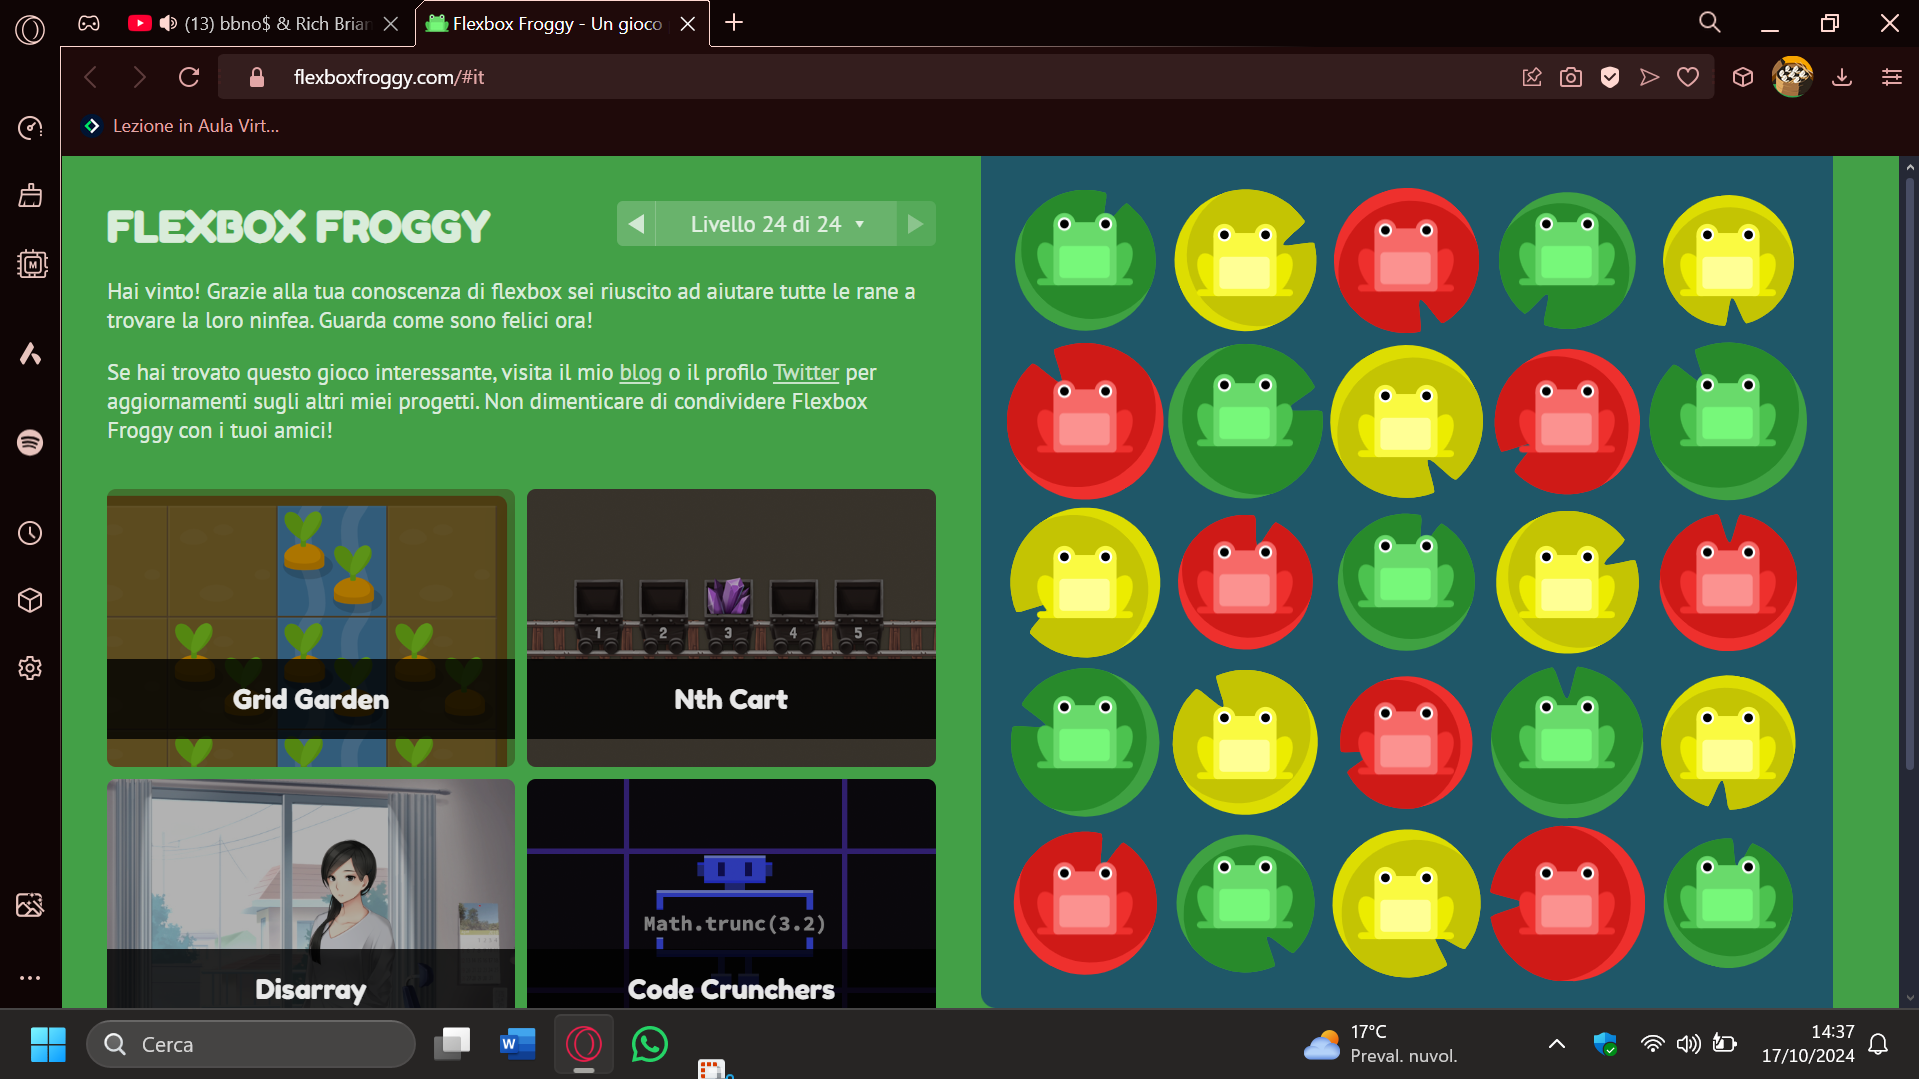 (13) bbno$ & Rich Brian
Flexbox Froggy - Un gioco
flexboxfroggy.com/#it
Lezione in Aula Virt...
FLEXBOX FROGGY
Livello 24 di 24
Hai vinto! Grazie alla tua conoscenza di flexbox sei riuscito ad aiutare tutte le rane a
trovare la loro ninfea. Guarda come sono felici ora!
Se hai trovato questo gioco interessante, visita il mio blog o il profilo Twitter per
aggiornamenti sugli altri miei progetti. Non dimenticare di condividere Flexbox
Froggy con i tuoi amici!
1 2 3 4 5
Grid Garden
Nth Cart
Math.trunc(3.2)
Disarray
Code Crunchers
M
W
Cerca
17°C
Preval. nuvol.
14:37
17/10/2024